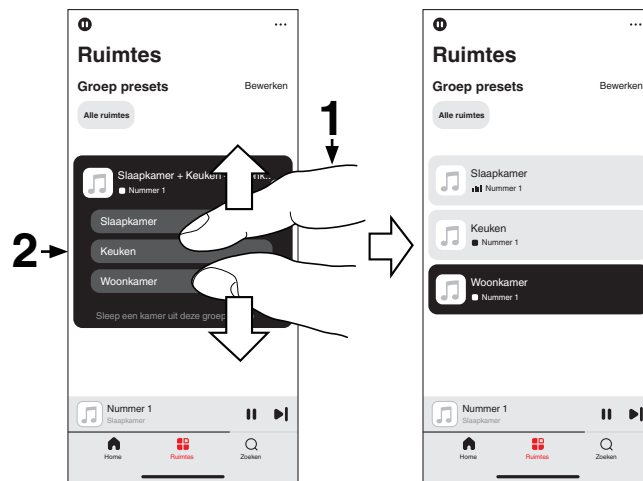 Ruimtes
Groep presets Bewerken
Alle ruimtes
Slaapkamer + Keuken
Nummer 1
Slaapkamer
Keuken
Woonkamer
Sleep een kamer uit deze groep
Nummer 1
Slaapkamer
Home Ruimtes Zoeken
1
2
Ruimtes
Groep presets Bewerken
Alle ruimtes
Slaapkamer
Nummer 1
Keuken
Nummer 1
Woonkamer
Nummer 1
Nummer 1
Slaapkamer
Home Ruimtes Zoeken